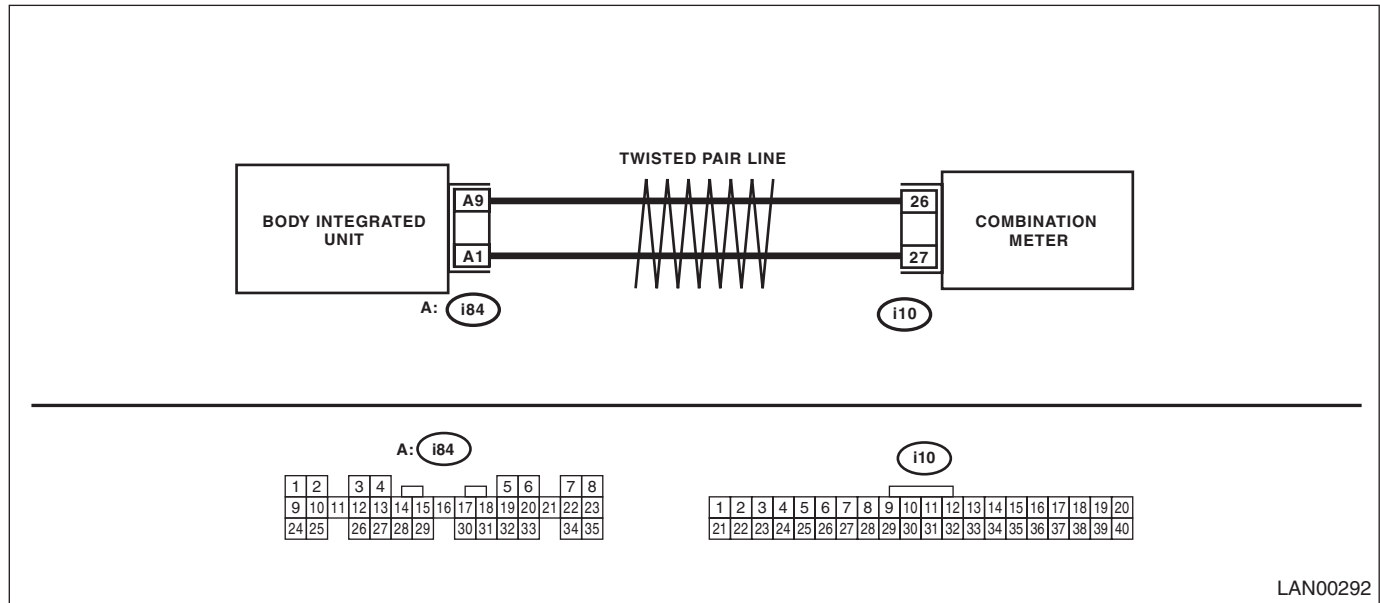 TWISTED PAIR LINE
BODY INTEGRATED
UNIT
A9
A1
26
27
COMBINATION
METER
A: i84
i10
A: i84
1 2 3 4 5 6 7 8
9 10 11 12 13 14 15 16 17 18 19 20 21 22 23
24 25 26 27 28 29 30 31 32 33 34 35
i10
1 2 3 4 5 6 7 8 9 10 11 12 13 14 15 16 17 18 19 20
21 22 23 24 25 26 27 28 29 30 31 32 33 34 35 36 37 38 39 40
LAN00292